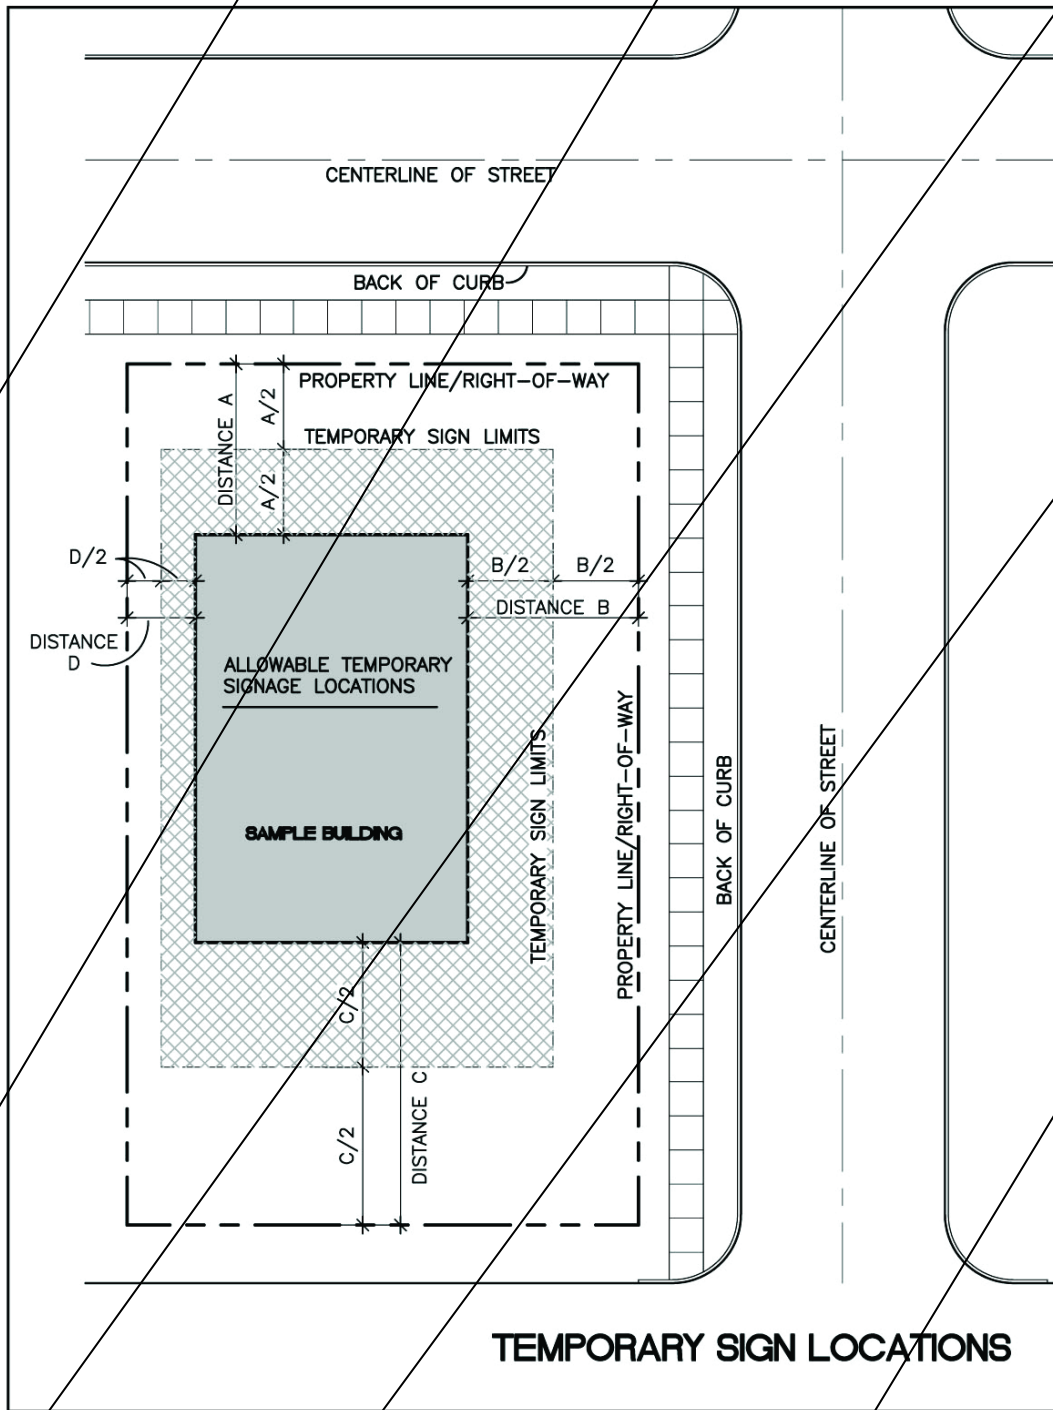 CENTERLINE OF STREET
BACK OF CURB
PROPERTY LINE/RIGHT-OF-WAY
DISTANCE A
A/2
TEMPORARY SIGN LIMITS
A/2
D/2
B/2
B/2
DISTANCE B
DISTANCE
D
ALLOWABLE TEMPORARY
SIGNAGE LOCATIONS
SAMPLE BUILDING
TEMPORARY SIGN LIMITS
PROPERTY LINE/RIGHT-OF-WAY
BACK OF CURB
CENTERLINE OF STREET
C/2
C/2
DISTANCE C
TEMPORARY SIGN LOCATIONS